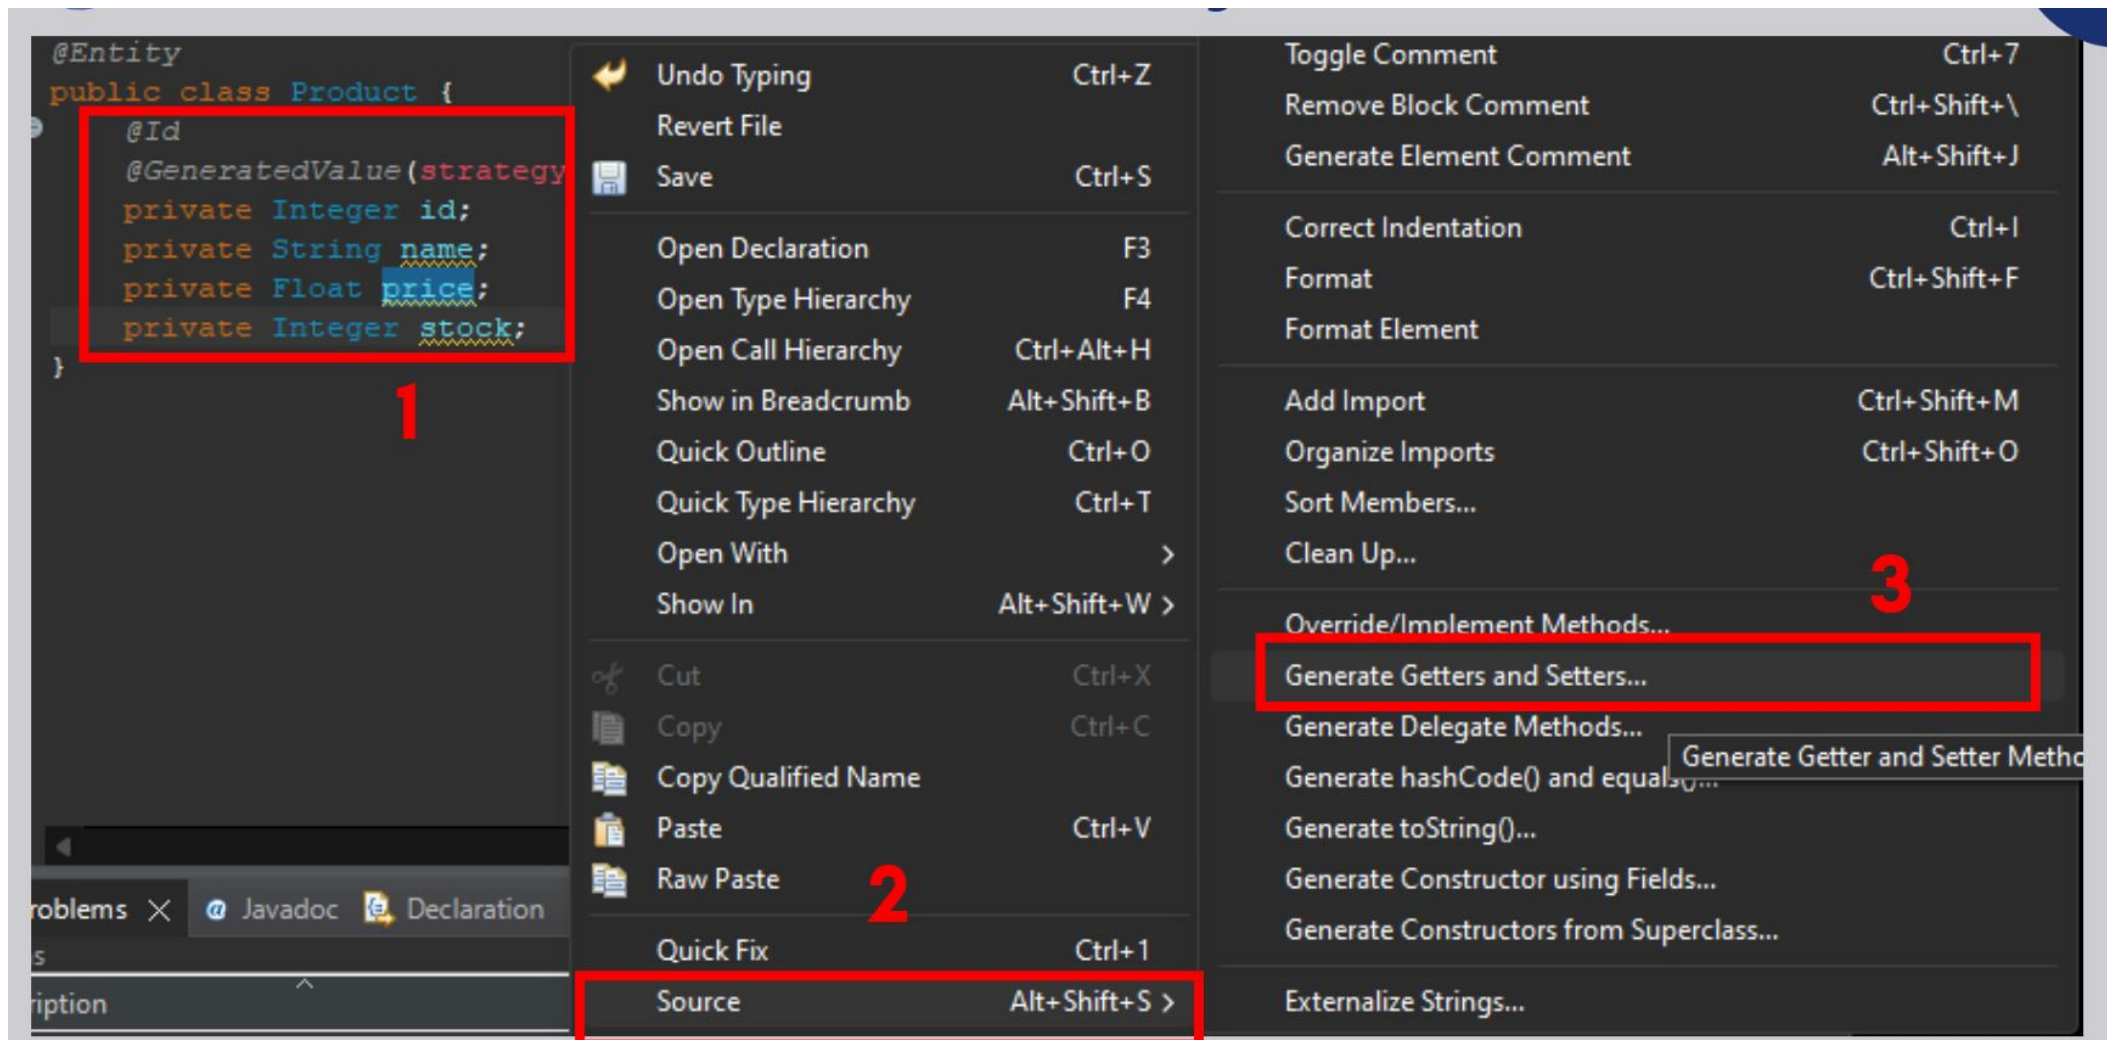 @Entity
public class Product {
@Id
@GeneratedValue(strategy
private Integer id;
private String name;
private Float price;
private Integer stock;
}
1
roblems
@ Javadoc
Declaration
s
ription
Undo Typing Ctrl+Z
Revert File
Save Ctrl+S
Open Declaration F3
Open Type Hierarchy F4
Open Call Hierarchy Ctrl+Alt+H
Show in Breadcrumb Alt+Shift+B
Quick Outline Ctrl+O
Quick Type Hierarchy Ctrl+T
Open With >
Show In Alt+Shift+W >
Cut Ctrl+X
Copy Ctrl+C
Copy Qualified Name
Paste Ctrl+V
Raw Paste
2
Quick Fix Ctrl+1
Source Alt+Shift+S >
Toggle Comment Ctrl+7
Remove Block Comment Ctrl+Shift+\
Generate Element Comment Alt+Shift+J
Correct Indentation Ctrl+I
Format Ctrl+Shift+F
Format Element
Add Import Ctrl+Shift+M
Organize Imports Ctrl+Shift+O
Sort Members...
Clean Up...
3
Override/Implement Methods...
Generate Getters and Setters...
Generate Delegate Methods...
Generate Getter and Setter Metho
Generate hashCode() and equals()...
Generate toString()...
Generate Constructor using Fields...
Generate Constructors from Superclass...
Externalize Strings...